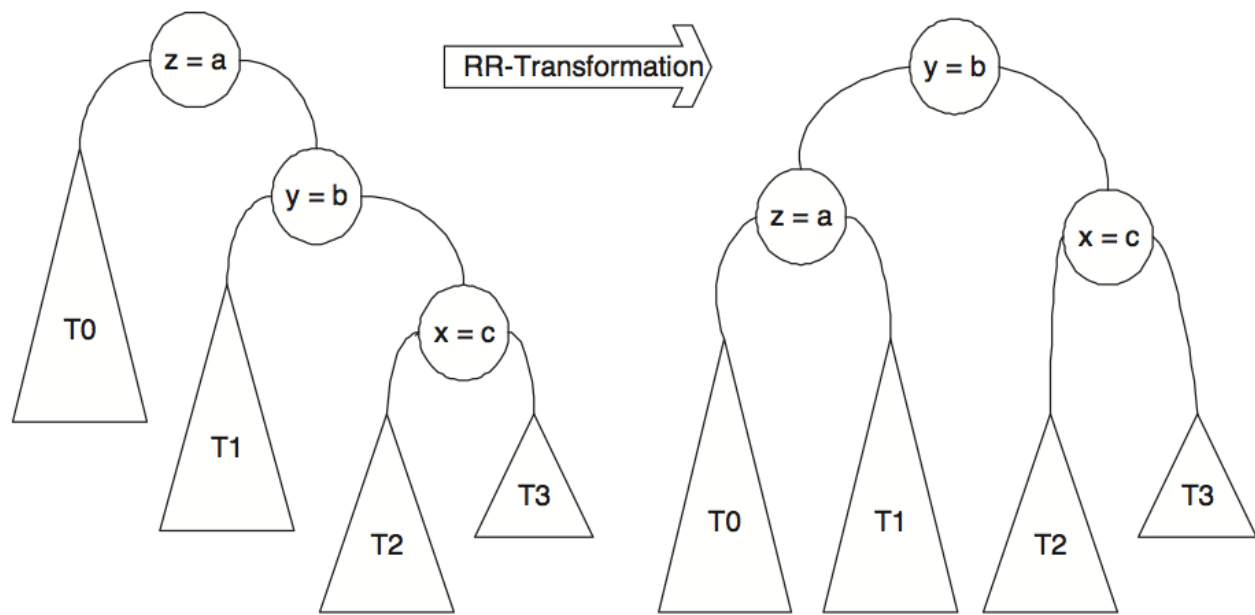 z = a
RR-Transformation
y = b
y = b
z = a
x = c
T0
x = c
T1
T3
T2
T0
T1
T2
T3